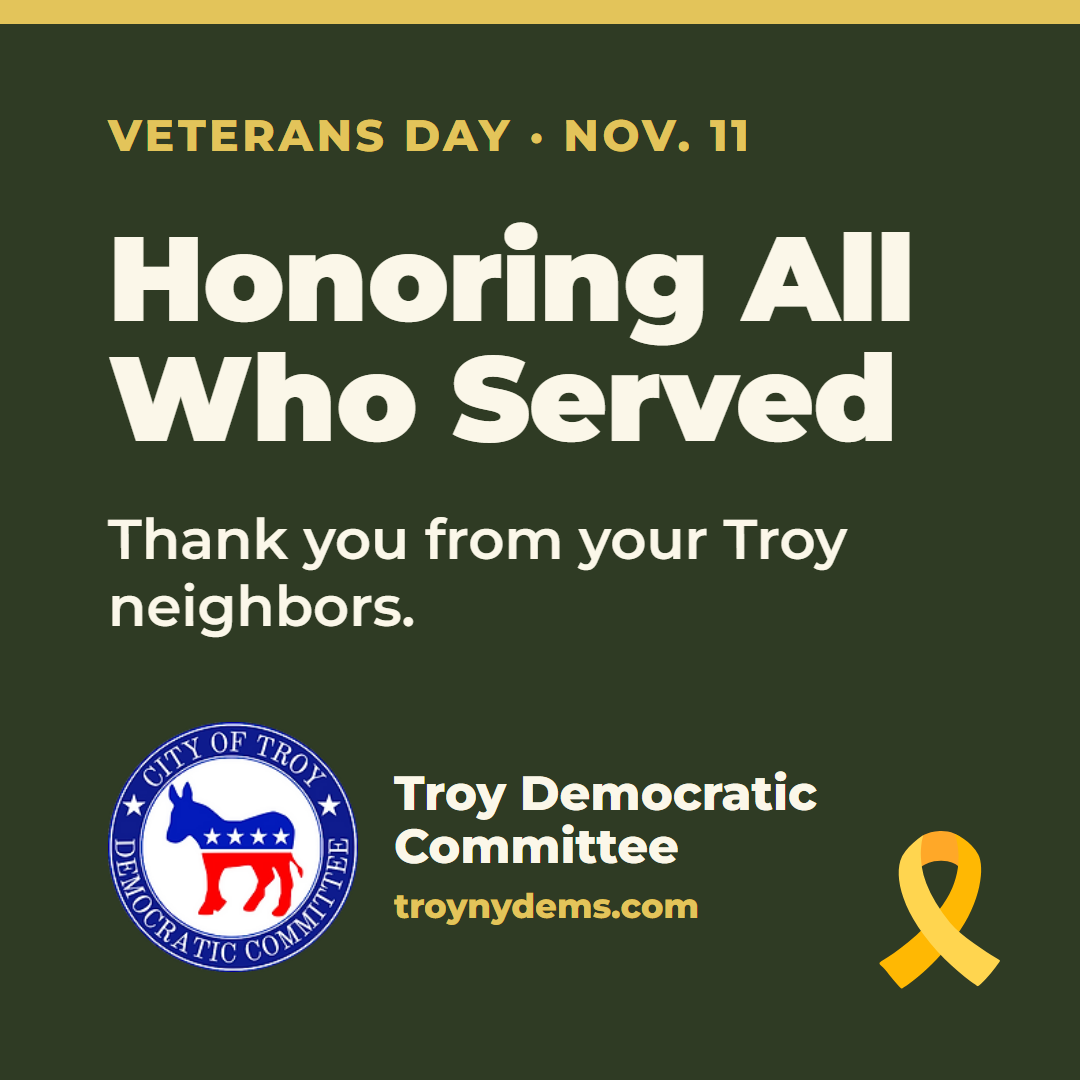 VETERANS DAY • NOV. 11
Honoring All
Who Served
Thank you from your Troy
neighbors.
CITY OF TROY
DEMOCRATIC COMMITTEE
Troy Democratic
Committee
troynydems.com